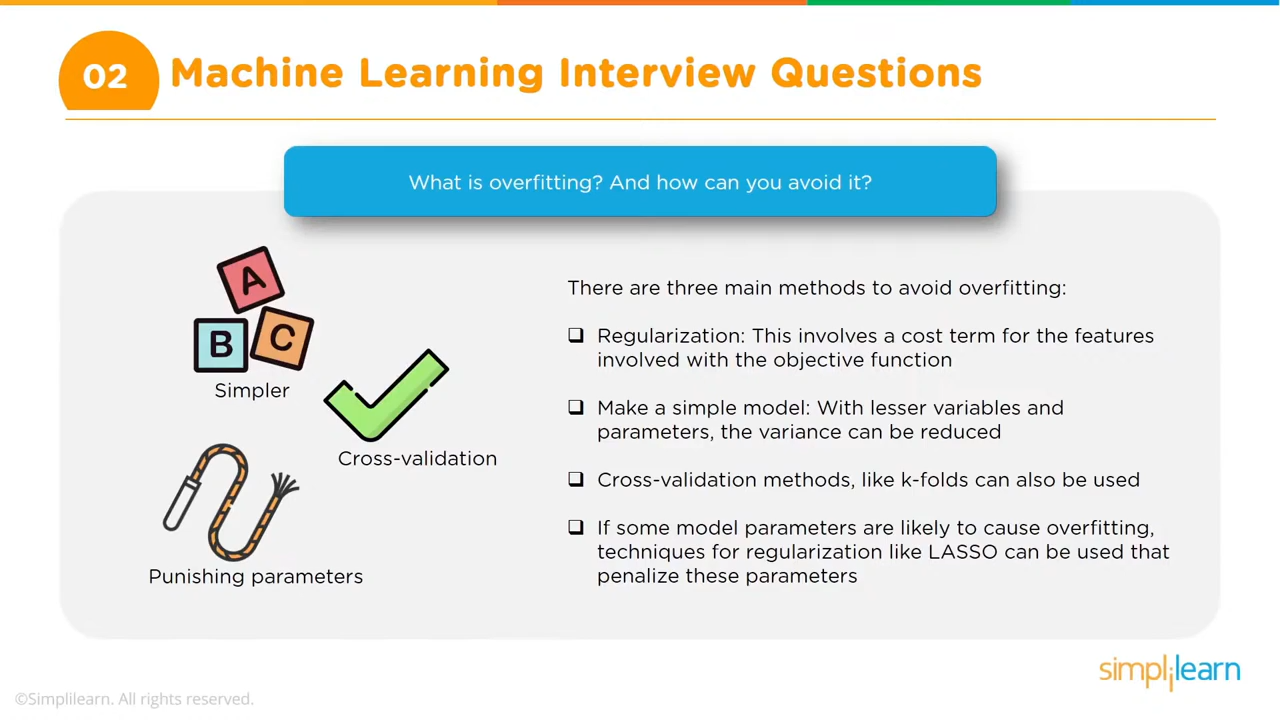 02
Machine Learning Interview Questions
What is overfitting? And how can you avoid it?
A
B
C
Simpler
Cross-validation
Punishing parameters
There are three main methods to avoid overfitting:
Regularization: This involves a cost term for the features
involved with the objective function
Make a simple model: With lesser variables and
parameters, the variance can be reduced
Cross-validation methods, like k-folds can also be used
If some model parameters are likely to cause overfitting,
techniques for regularization like LASSO can be used that
penalize these parameters
simplilearn
©Simplilearn. All rights reserved.